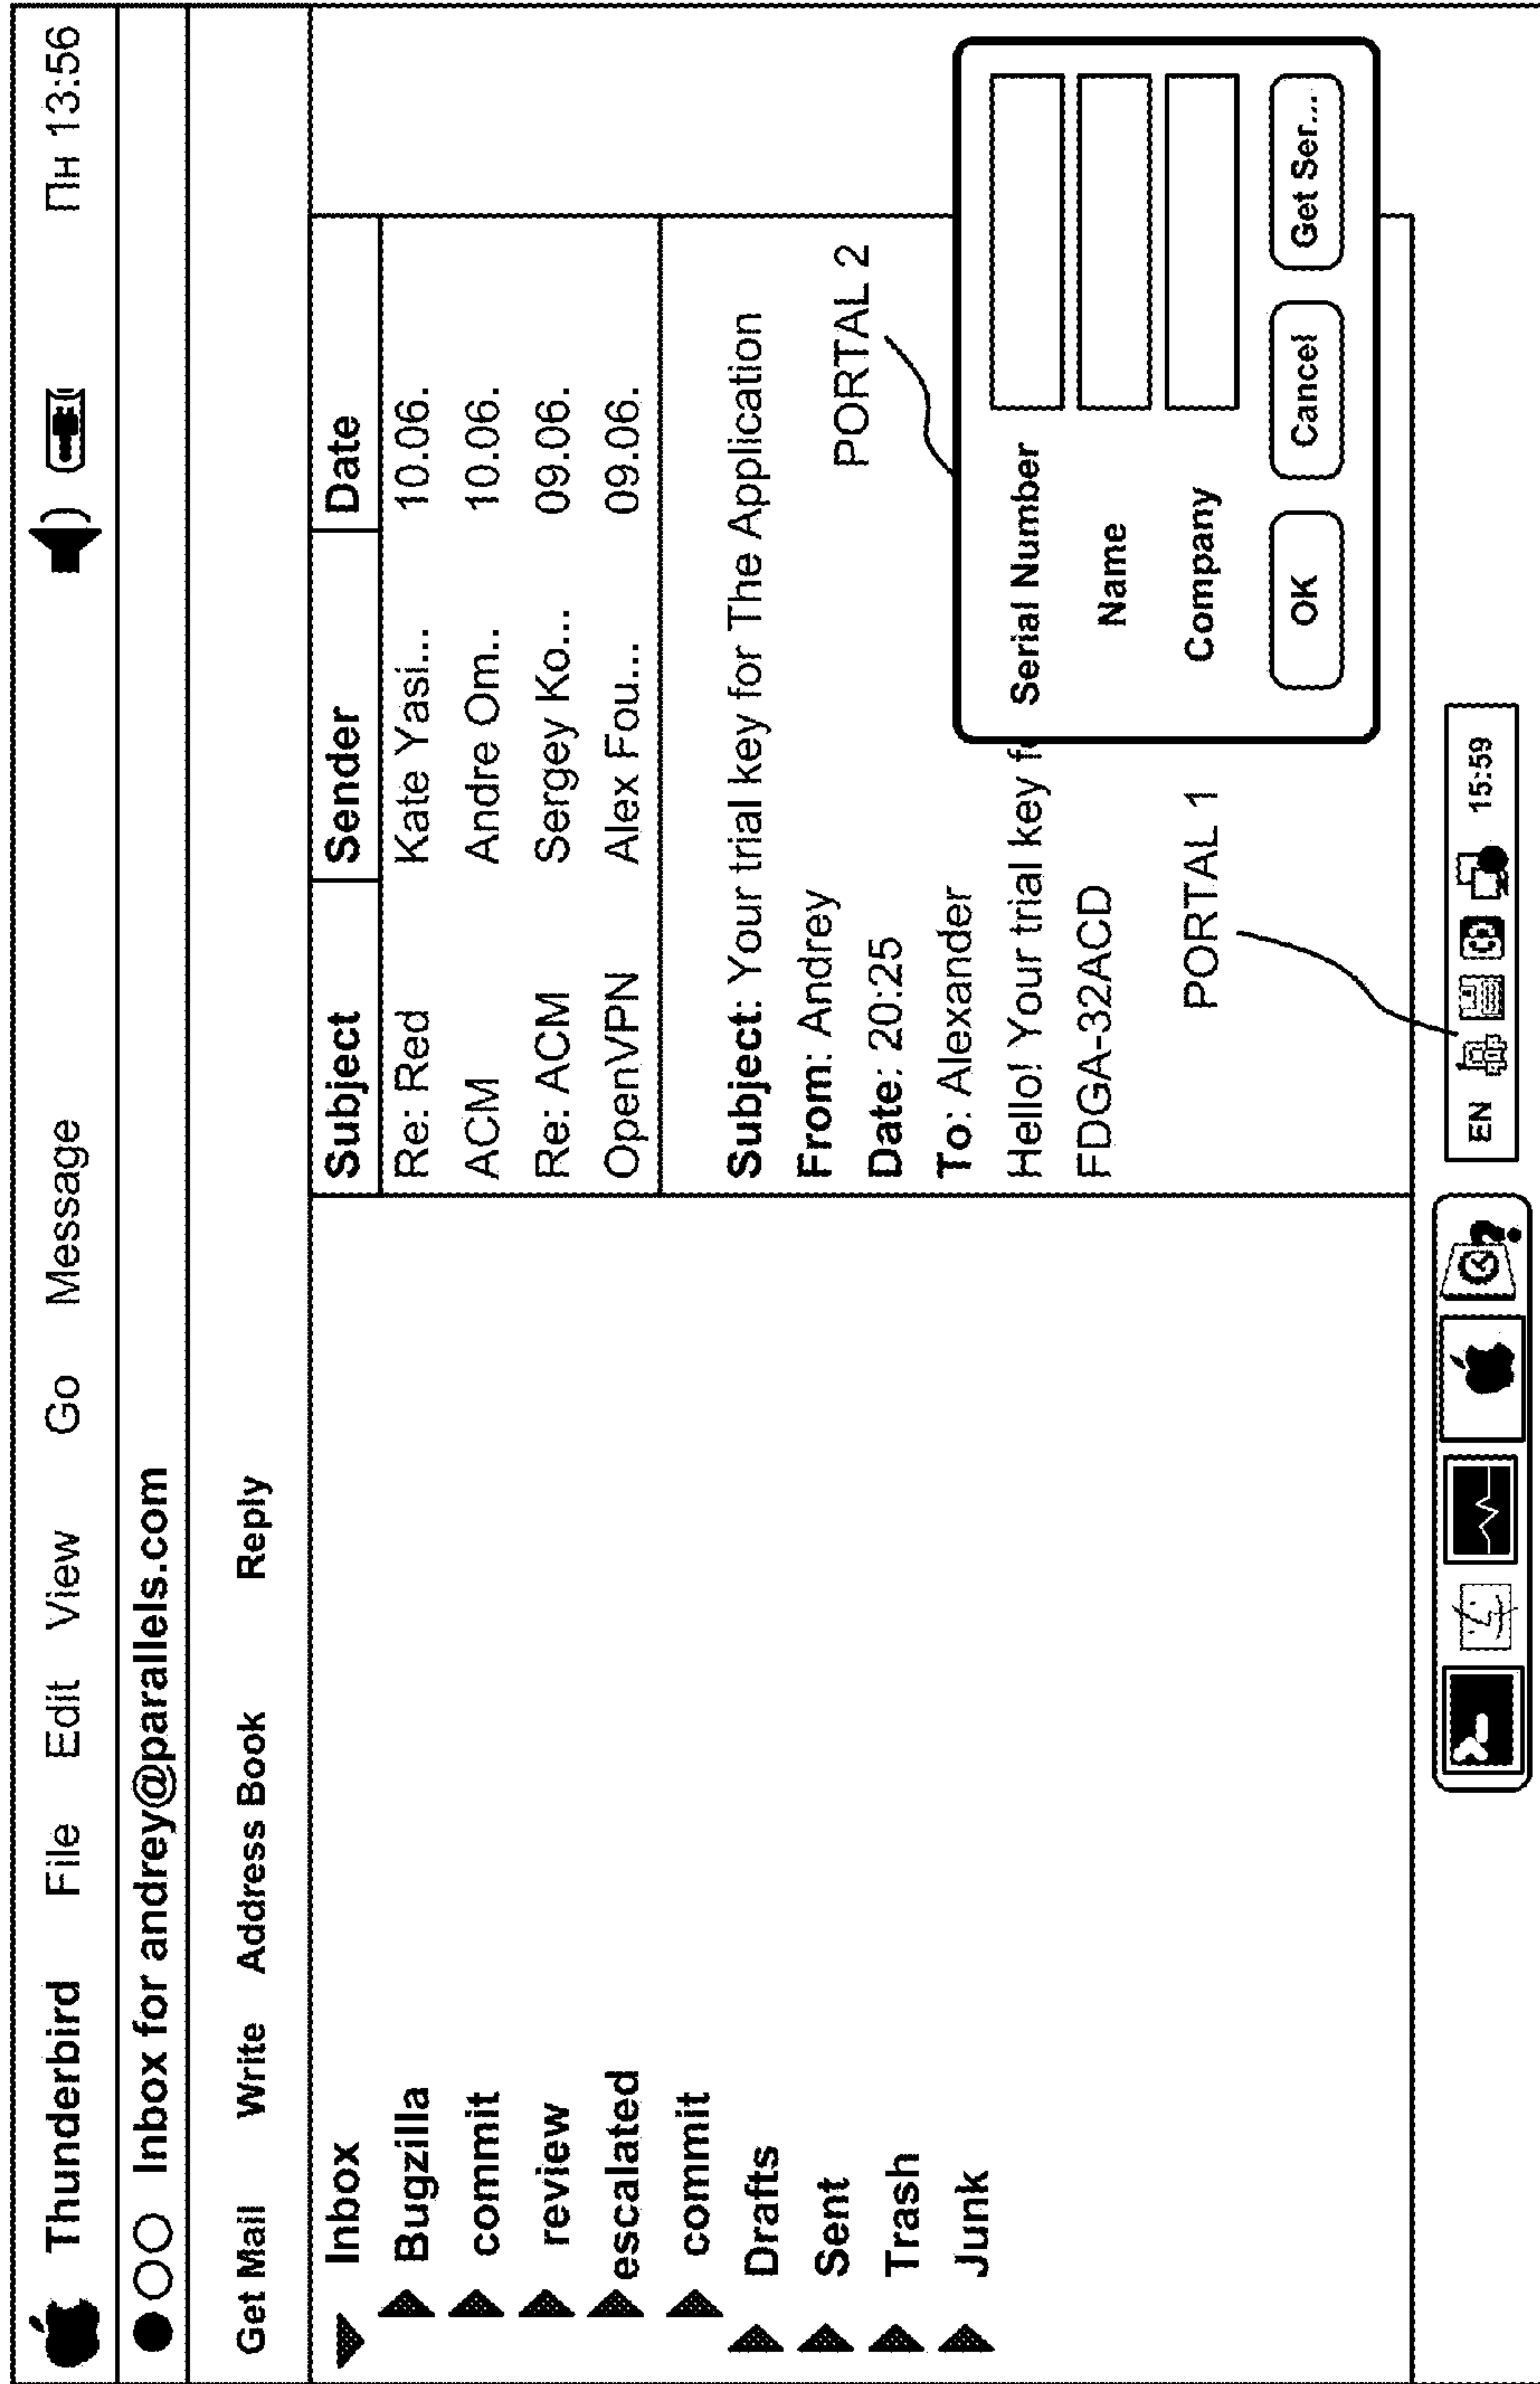 Thunderbird File Edit View Go Message Пн 13:56
Inbox for andrey@parallels.com
Get Mail Write Address Book Reply
Inbox
Bugzilla
commit
review
escalated
commit
Drafts
Sent
Trash
Junk
Subject Sender Date
Re: Red Kate Yasi... 10.06.
ACM Andre Om.. 10.06.
Re: ACM Sergey Ko... 09.06.
OpenVPN Alex Fou... 09.06.
Subject: Your trial key for The Application
From: Andrey
Date: 20:25
To: Alexander
Hello! Your trial key f
FDGA-32ACD
PORTAL 2
Serial Number
Name
Company
OK Cancel Get Ser...
PORTAL 1
EN 15:59